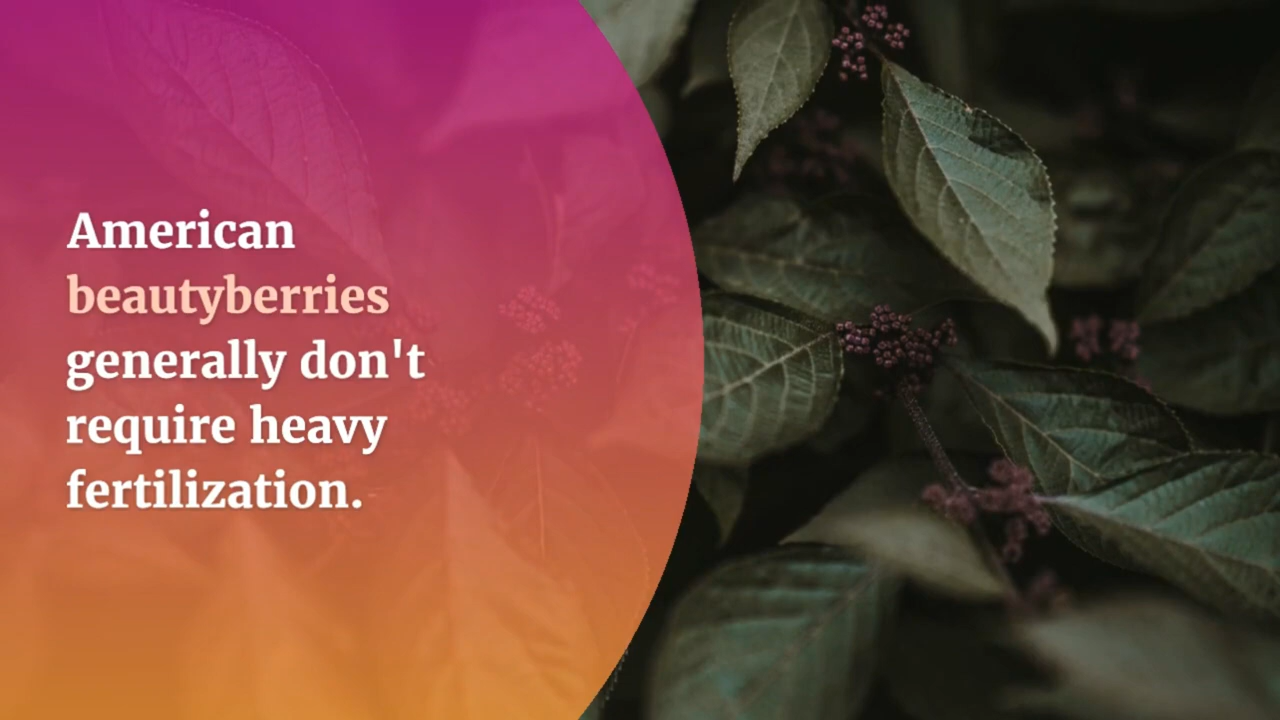 American
beautyberries
generally don't
require heavy
fertilization.